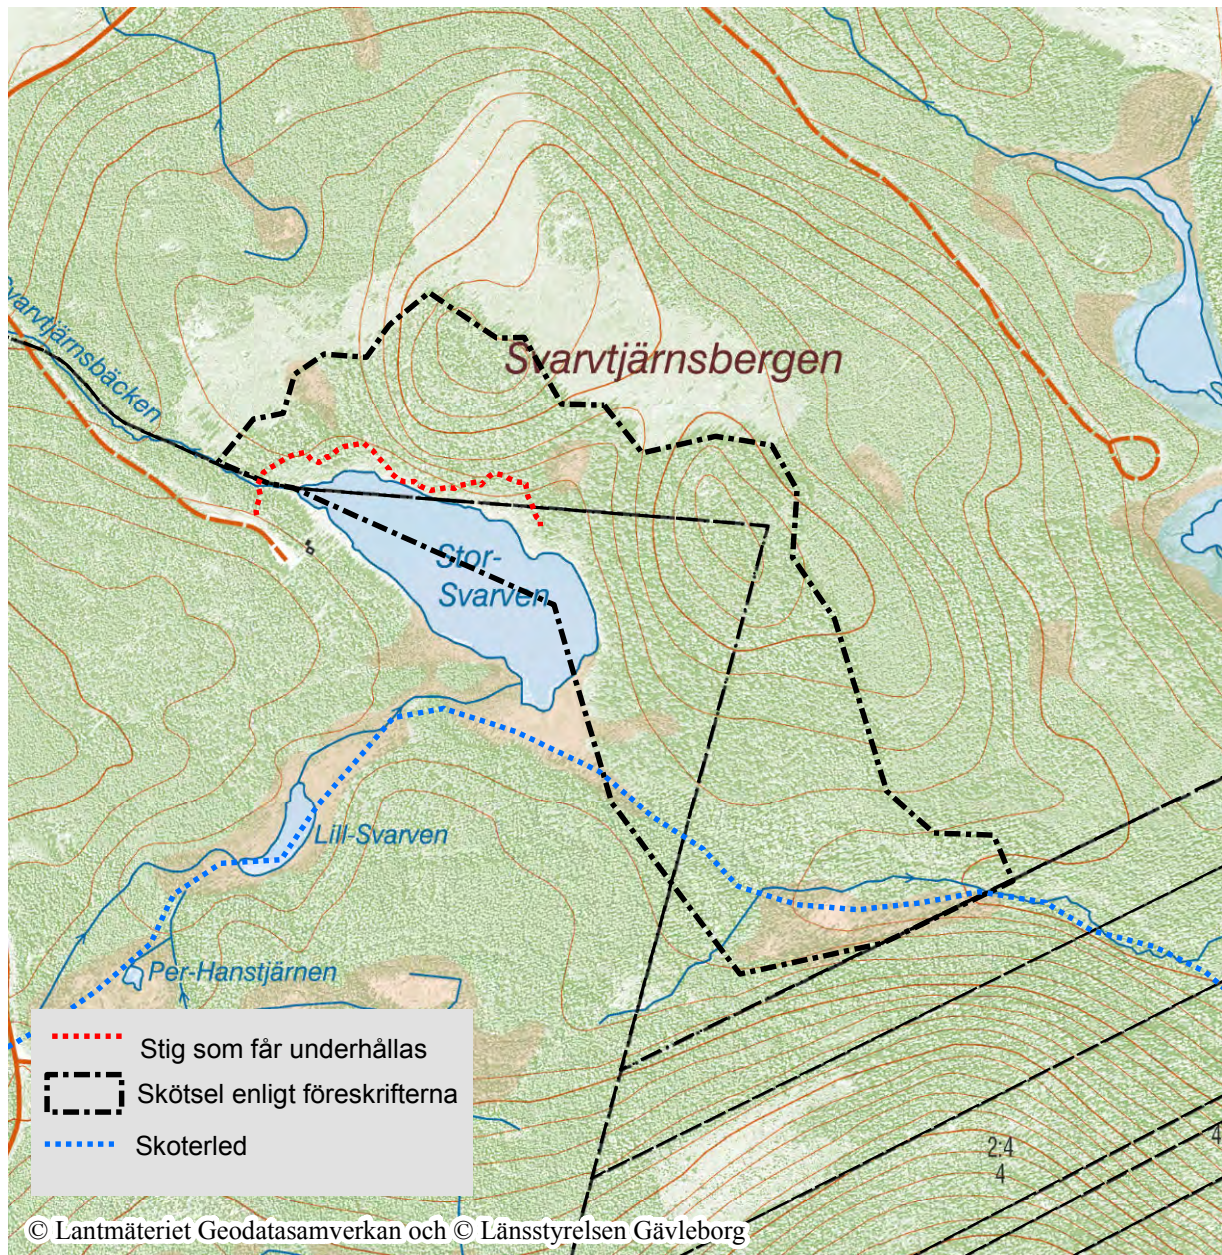 Svarvtjärnsbäcken
Svarvtjärnsbergen
Stor-
Svarven
Lill-Svarven
Per-Hanstjärnen
Stig som får underhållas
Skötsel enligt föreskrifterna
Skoterled
2:4
4
4
© Lantmäteriet Geodatasamverkan och © Länsstyrelsen Gävleborg